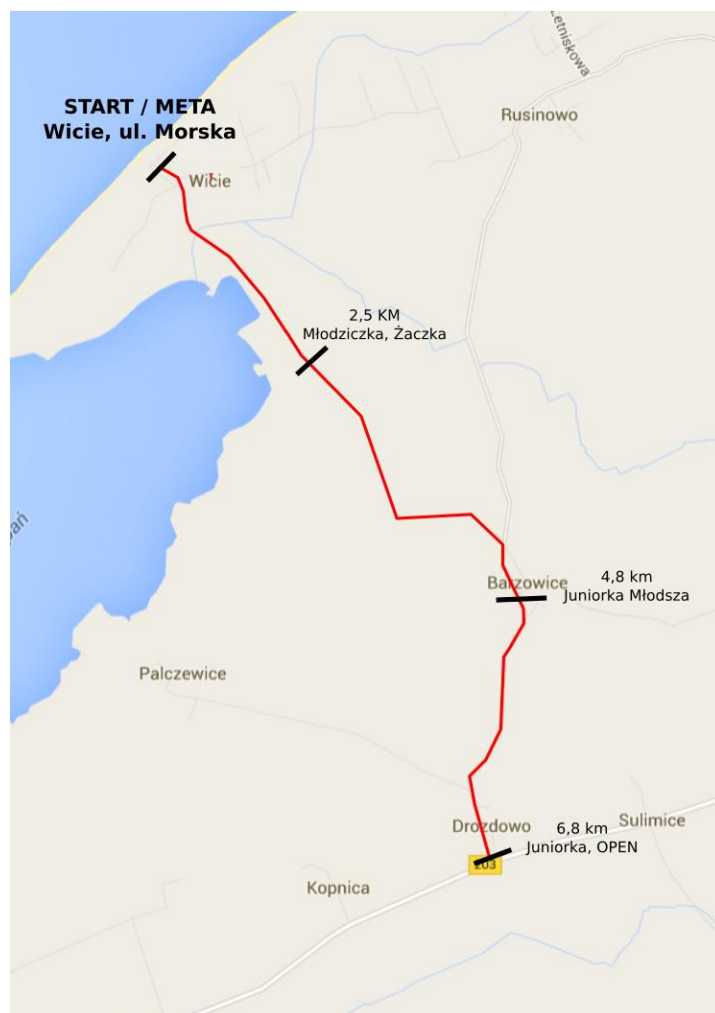 Letniskowa
START / META
Wicie, ul. Morska
Rusinowo
Wicie
2,5 KM
Młodziczka, Żaczka
Barzowice
4,8 km
Juniorka Młodsza
Palczewice
Drozdowo
6,8 km
Juniorka, OPEN
Sulimice
203
Kopnica